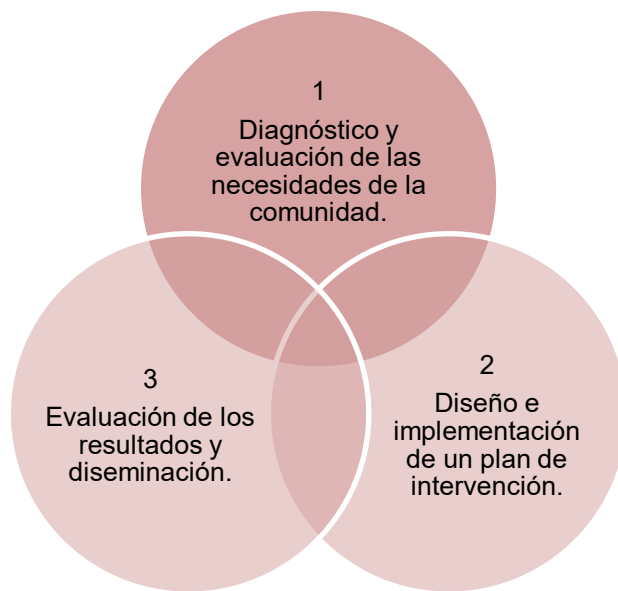 1
Diagnóstico y
evaluación de las
necesidades de la
comunidad.
2
Diseño e
implementación
de un plan de
intervención.
3
Evaluación de los
resultados y
diseminación.